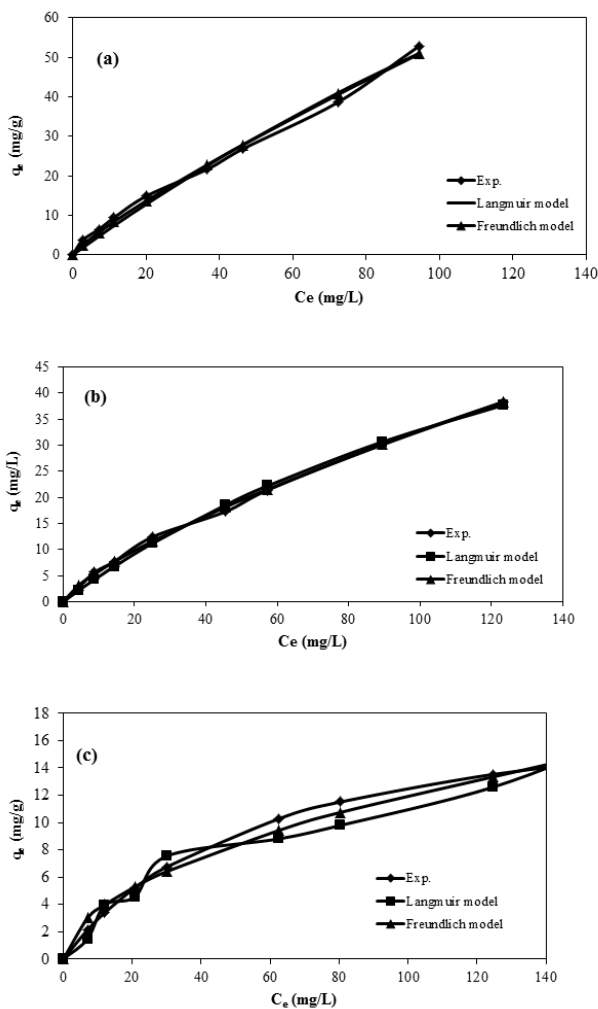 60
50
40
30
20
10
0
(a)
qe (mg/g)
Exp.
Langmuir model
Freundlich model
0 20 40 60 80 100 120 140
Ce (mg/L)
45
40
35
30
25
20
15
10
5
0
(b)
qe (mg/L)
Exp.
Langmuir model
Freundlich model
0 20 40 60 80 100 120 140
Ce (mg/L)
18
16
14
12
10
8
6
4
2
0
(c)
qe (mg/g)
Exp.
Langmuir model
Freundlich model
0 20 40 60 80 100 120 140
Ce (mg/L)